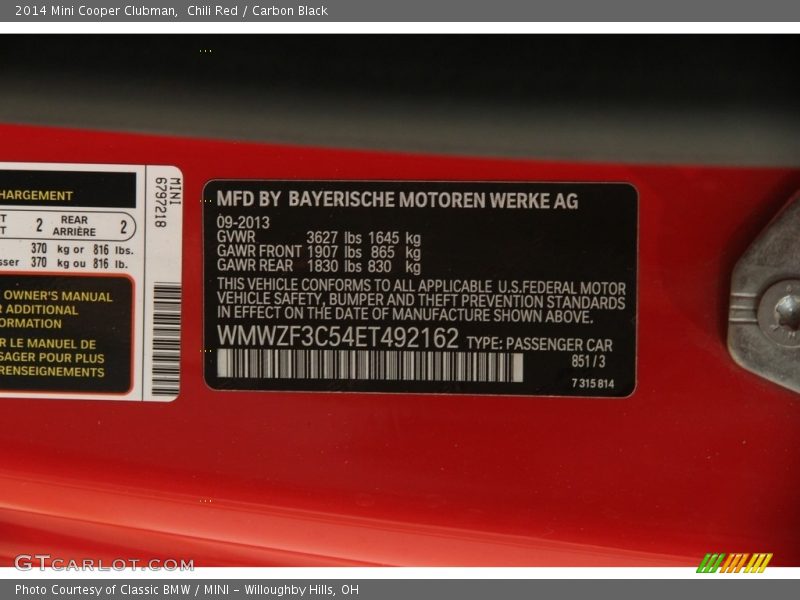 2014 Mini Cooper Clubman,  Chili Red / Carbon Black
HARGEMENT
2 REAR ARRIÈRE 2
370 kg or 816 lbs.
sser 370 kg ou 816 lb.
OWNER'S MANUAL
ADDITIONAL
ORMATION
R LE MANUEL DE
SAGER POUR PLUS
RENSEIGNEMENTS
MINI
6797218
MFD BY BAYERISCHE MOTOREN WERKE AG
09-2013
GVWR 3627 lbs 1645 kg
GAWR FRONT 1907 lbs 865 kg
GAWR REAR 1830 lbs 830 kg
THIS VEHICLE CONFORMS TO ALL APPLICABLE U.S.FEDERAL MOTOR
VEHICLE SAFETY, BUMPER AND THEFT PREVENTION STANDARDS
IN EFFECT ON THE DATE OF MANUFACTURE SHOWN ABOVE.
WMWZF3C54ET492162 TYPE: PASSENGER CAR
851/3
7 315 814
GTCARLOT.COM
Photo Courtesy of Classic BMW / MINI - Willoughby Hills, OH